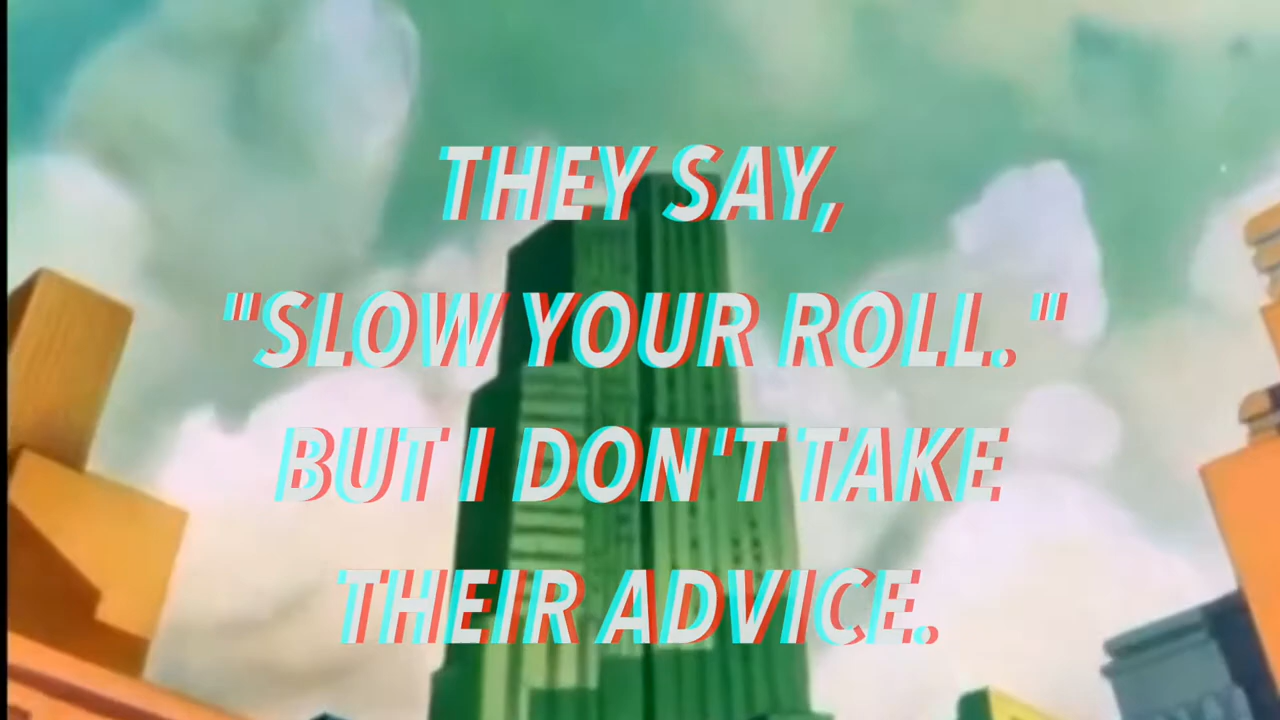 THEY SAY,
"SLOW YOUR ROLL. "
BUT I DON'T TAKE
THEIR ADVICE.